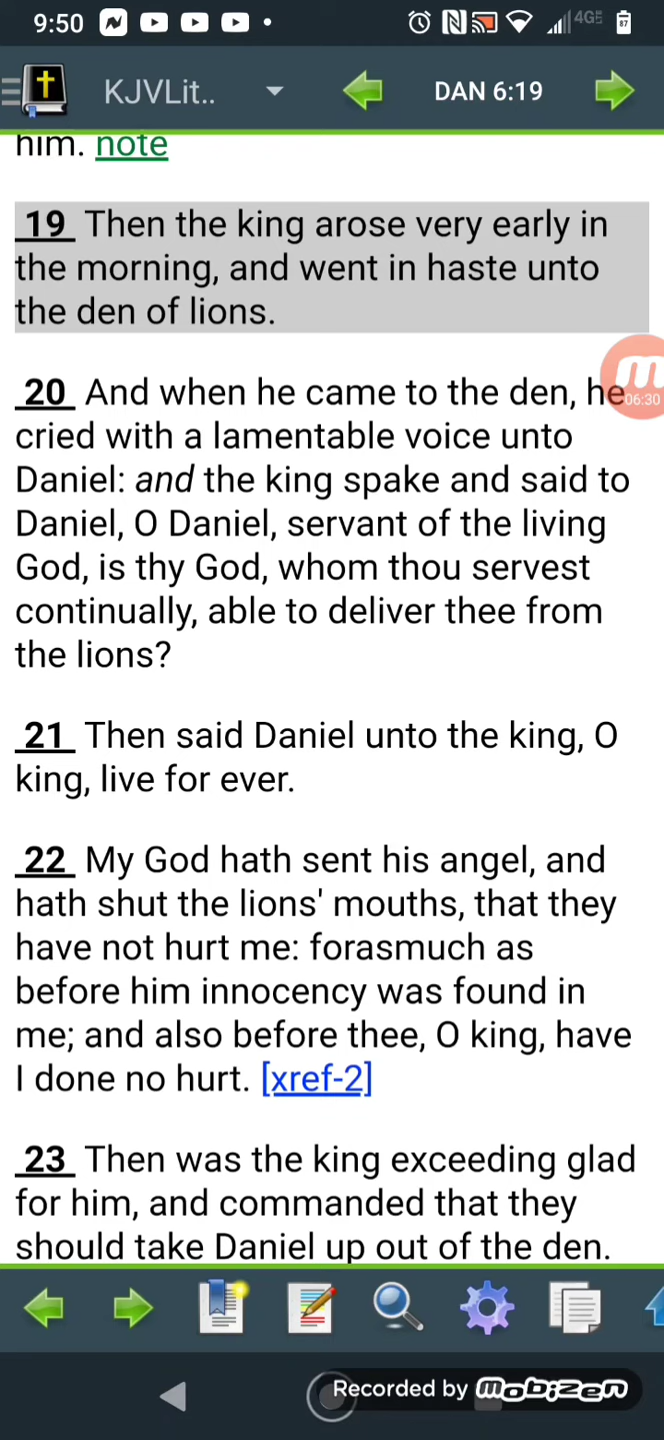 9:50 4GE 87
KJVLit.. DAN 6:19
him. note
19 Then the king arose very early in
the morning, and went in haste unto
the den of lions.
20 And when he came to the den, he
06:30
cried with a lamentable voice unto
Daniel: and the king spake and said to
Daniel, O Daniel, servant of the living
God, is thy God, whom thou servest
continually, able to deliver thee from
the lions?
21 Then said Daniel unto the king, O
king, live for ever.
22 My God hath sent his angel, and
hath shut the lions' mouths, that they
have not hurt me: forasmuch as
before him innocency was found in
me; and also before thee, O king, have
I done no hurt. [xref-2]
23 Then was the king exceeding glad
for him, and commanded that they
should take Daniel up out of the den.
Recorded by mobizen